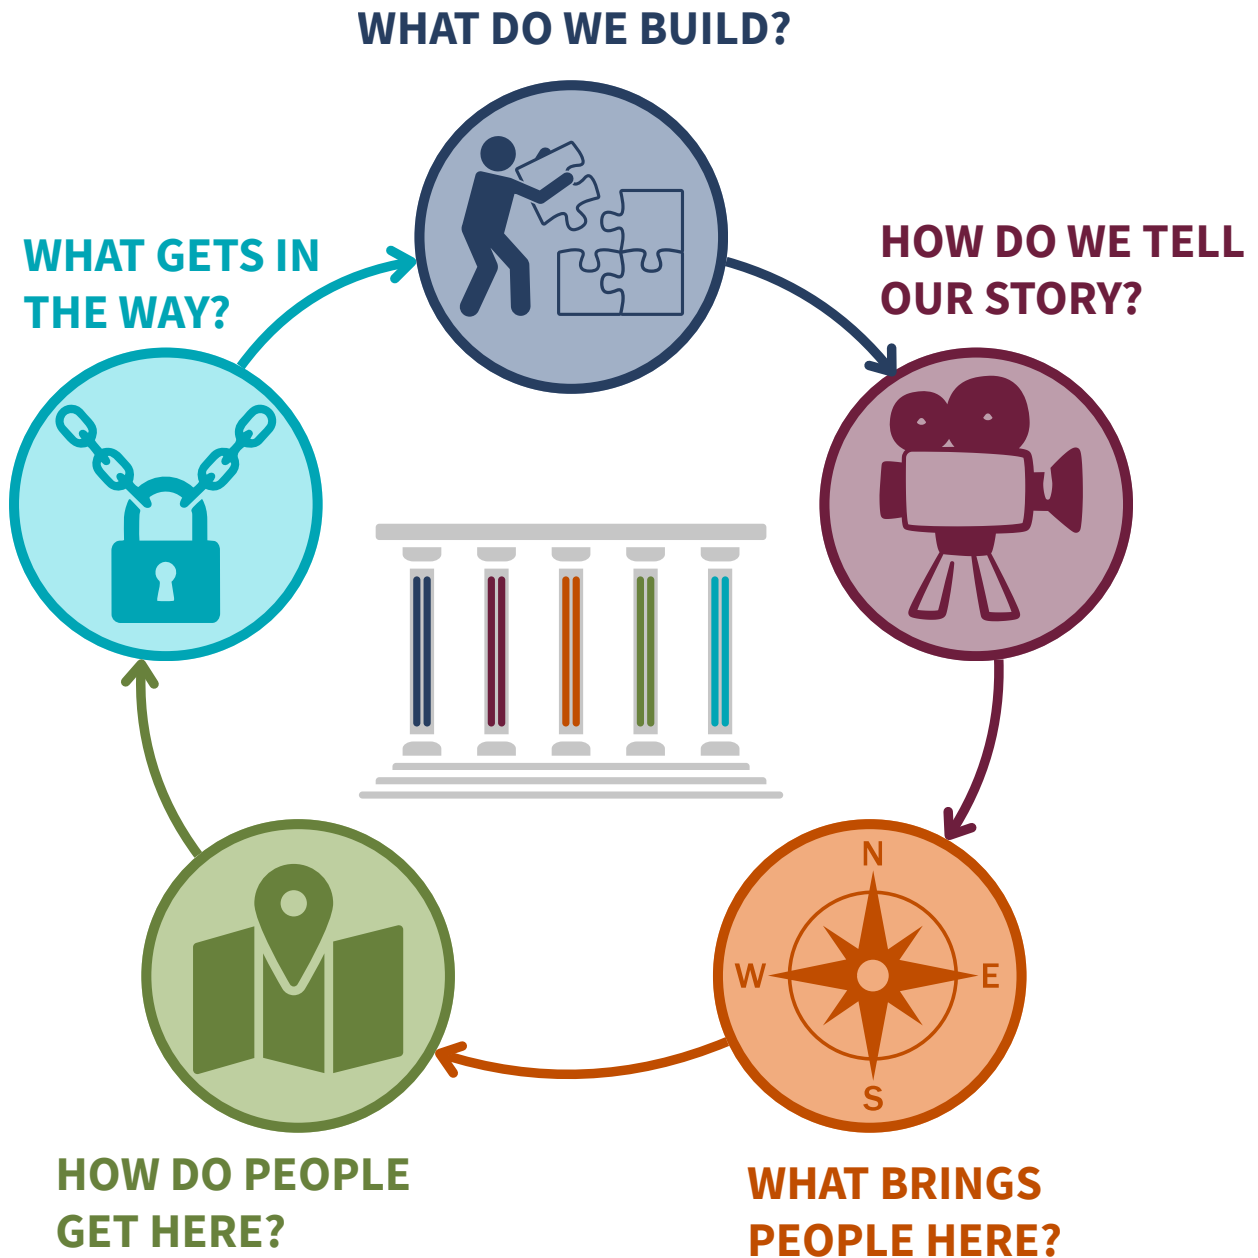 WHAT DO WE BUILD?
HOW DO WE TELL
OUR STORY?
N
W
E
S
WHAT BRINGS
PEOPLE HERE?
HOW DO PEOPLE
GET HERE?
WHAT GETS IN
THE WAY?